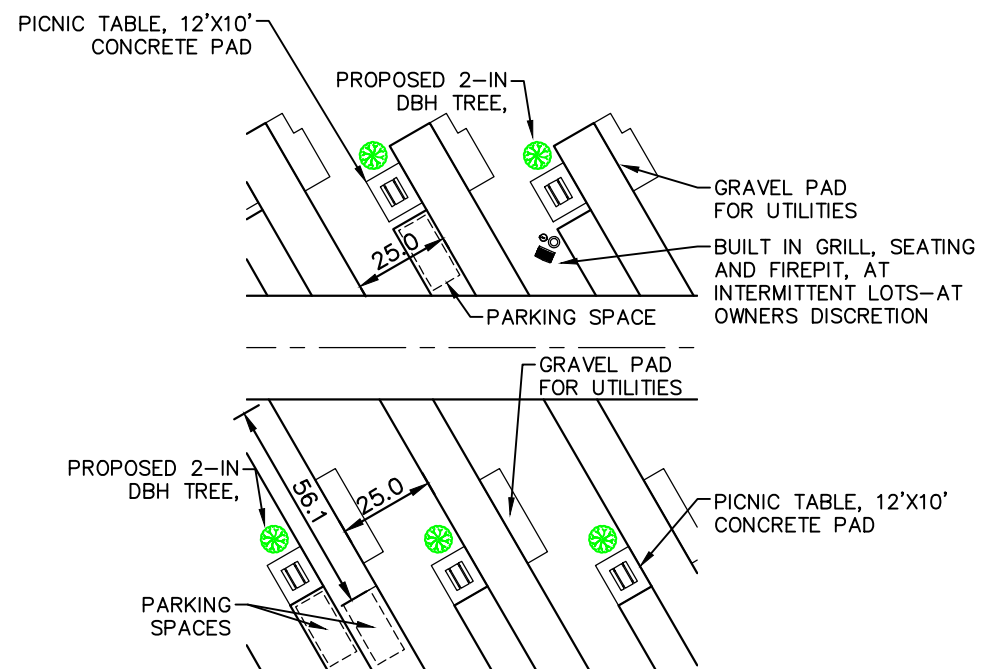 PICNIC TABLE, 12'X10'
CONCRETE PAD
PROPOSED 2-IN
DBH TREE,
GRAVEL PAD
FOR UTILITIES
25.0
BUILT IN GRILL, SEATING
AND FIREPIT, AT
INTERMITTENT LOTS-AT
OWNERS DISCRETION
PARKING SPACE
GRAVEL PAD
FOR UTILITIES
PROPOSED 2-IN
DBH TREE,
56.1
25.0
PICNIC TABLE, 12'X10'
CONCRETE PAD
PARKING
SPACES